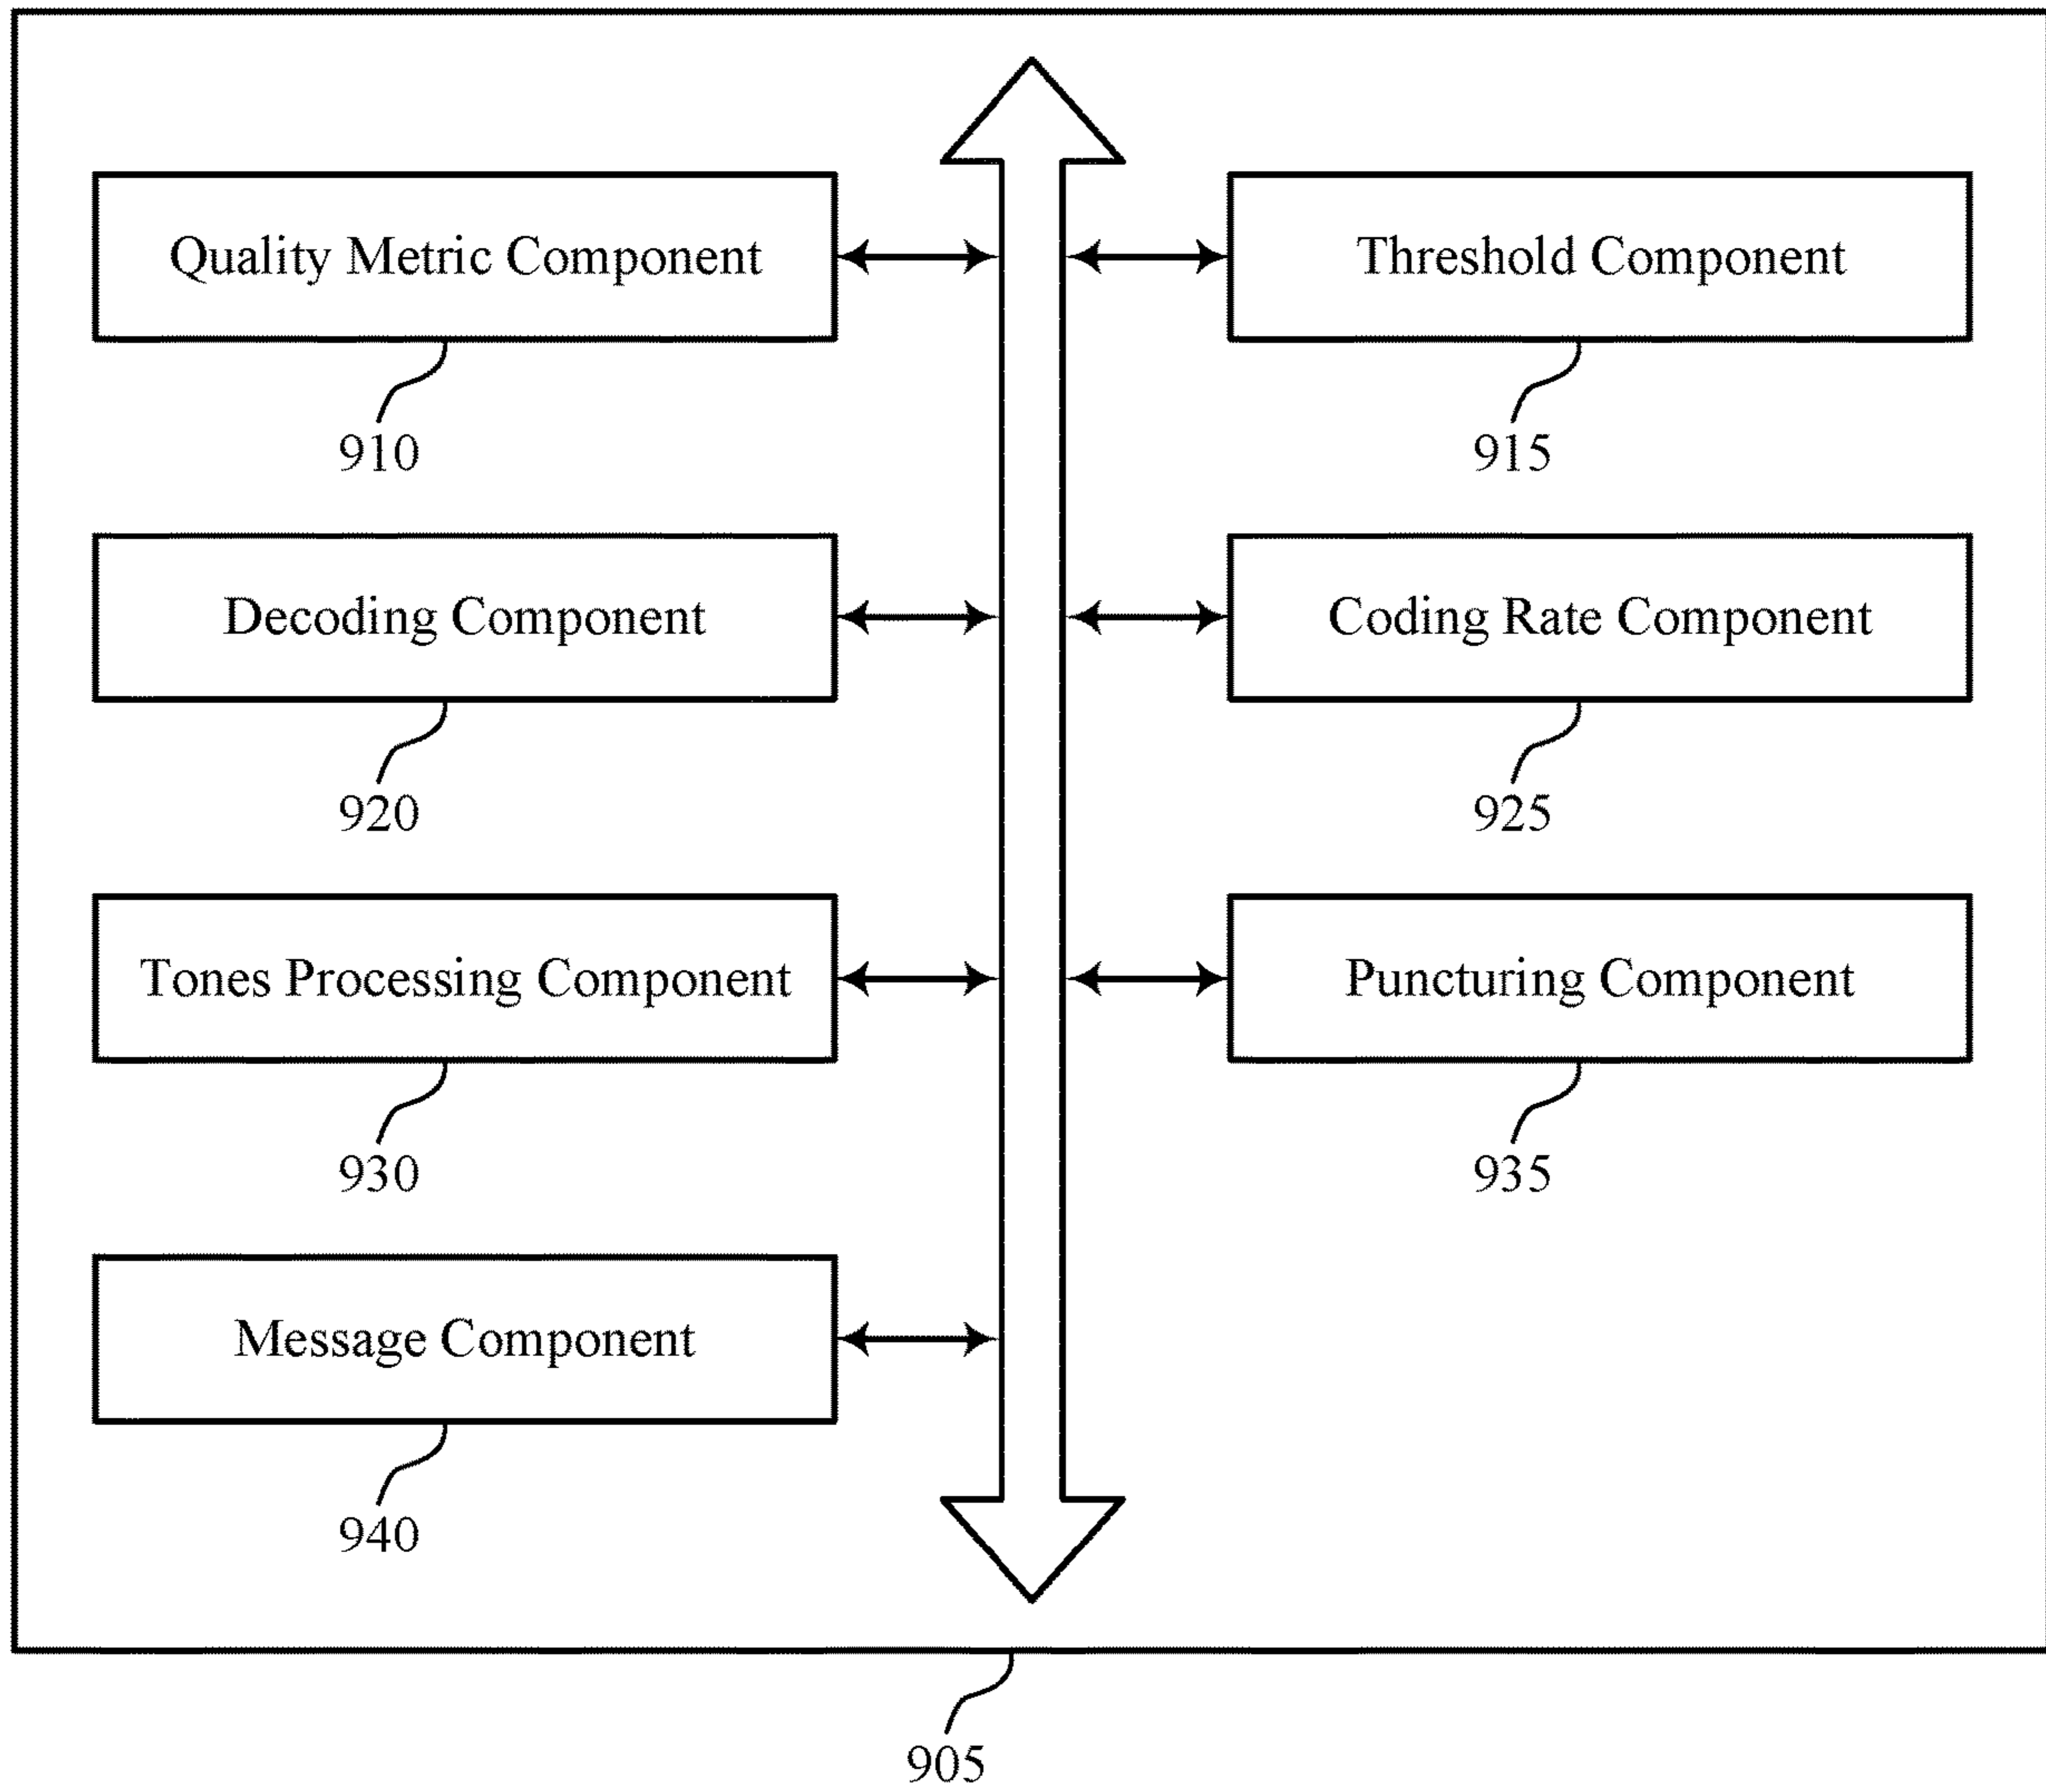 Quality Metric Component
Threshold Component
910
915
Decoding Component
Coding Rate Component
920
925
Tones Processing Component
Puncturing Component
930
935
Message Component
940
905